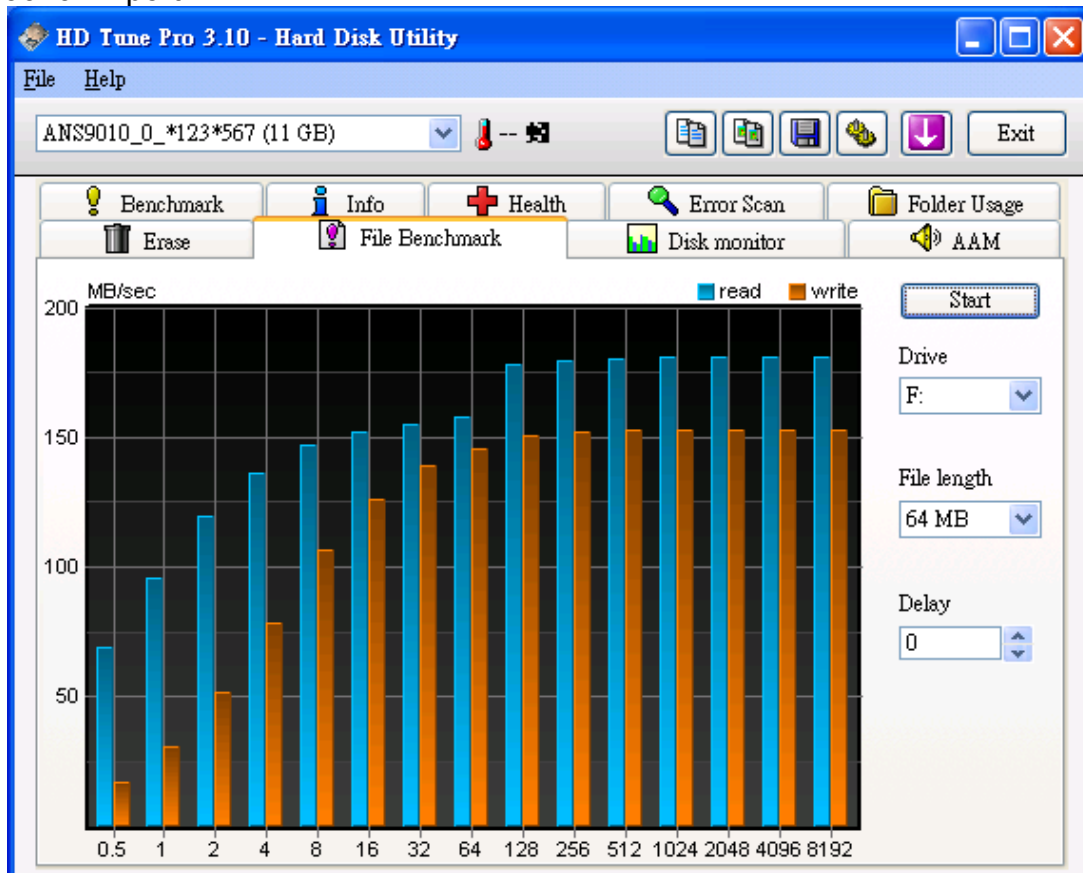 HD Tune Pro 3.10 - Hard Disk Utility
File Help
ANS9010_0_*123*567 (11 GB)
--
Exit
Benchmark Info Health Error Scan Folder Usage
Erase File Benchmark Disk monitor AAM
MB/sec
read write
200
150
100
50
0.5 1 2 4 8 16 32 64 128 256 512 1024 2048 4096 8192
Start
Drive
F:
File length
64 MB
Delay
0